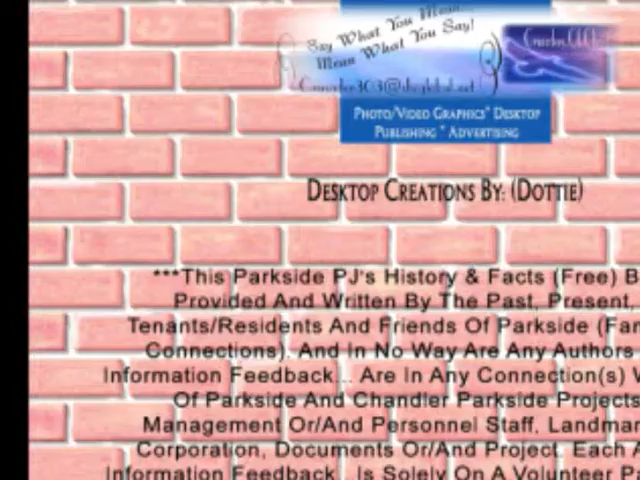 Say What You Mean...
Mean What You Say!
PHOTO/VIDEO GRAPHICS* DESKTOP
PUBLISHING * ADVERTISING
DESKTOP CREATIONS BY: (DOTTIE)
***This Parkside PJ's History & Facts (Free) B
Provided And Written By The Past, Present,
Tenants/Residents And Friends Of Parkside (Fam
Connections). And In No Way Are Any Authors
Information Feedback... Are In Any Connection(s) W
Of Parkside And Chandler Parkside Projects
Management Or/And Personnel Staff, Landmar
Corporation, Documents Or/And Project. Each A
Information Feedback.. Is Solely On A Volunteer Pa